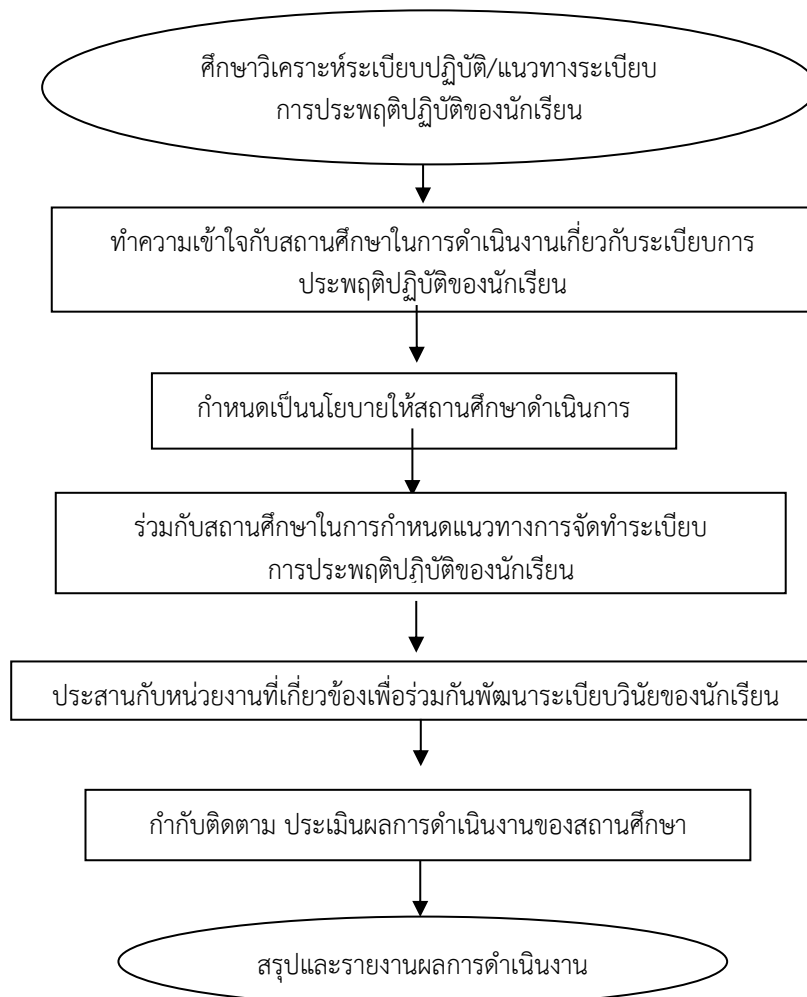 ศึกษาวิเคราะห์ระเบียบปฏิบัติ/แนวทางระเบียบ
การประพฤติปฏิบัติของนักเรียน
ทำความเข้าใจกับสถานศึกษาในการดำเนินงานเกี่ยวกับระเบียบการ
ประพฤติปฏิบัติของนักเรียน
กำหนดเป็นนโยบายให้สถานศึกษาดำเนินการ
ร่วมกับสถานศึกษาในการกำหนดแนวทางการจัดทำระเบียบ
การประพฤติปฏิบัติของนักเรียน
ประสานกับหน่วยงานที่เกี่ยวข้องเพื่อร่วมกันพัฒนาระเบียบวินัยของนักเรียน
กำกับติดตาม ประเมินผลการดำเนินงานของสถานศึกษา
สรุปและรายงานผลการดำเนินงาน